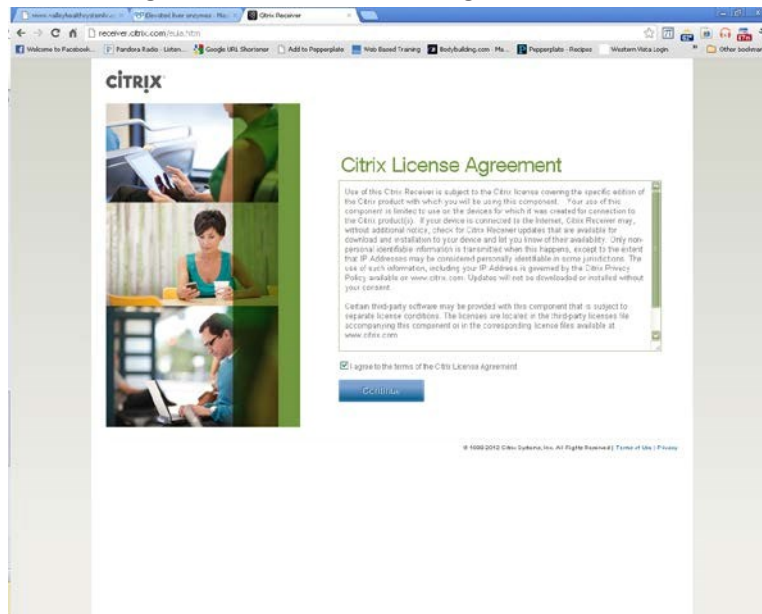 Elevated liver enzymes - Ma
Citrix Receiver
receiver.citrix.com/eula.htm
Welcome to Facebook...
Pandora Radio - Listen...
Google URL Shortener
Add to Pepperplate
Web Based Training
Bodybuilding.com - Ma...
Pepperplate - Recipes
Western Vista Login
Other bookmar
CİTRIX
Citrix License Agreement
Use of this Citrix Receiver is subject to the Citrix license covering the specific edition of
the Citrix product with which you will be using this component. Your use of this
component is limited to use on the devices for which it was created for connection to
the Citrix product(s). If your device is connected to the Internet, Citrix Receiver may,
without additional notice, check for Citrix Receiver updates that are available for
download and installation to your device and let you know of their availability. Only non-
personal identifiable information is transmitted when this happens, except to the extent
that IP Addresses may be considered personally identifiable in some jurisdictions. The
use of such information, including your IP Address is governed by the Citrix Privacy
Policy available on www.citrix.com. Updates will not be downloaded or installed without
your consent.
Certain third-party software may be provided with this component that is subject to
separate license conditions. The licenses are located in the third-party licenses file
accompanying this component or in the corresponding license files available at
www.citrix.com
I agree to the terms of the Citrix License Agreement
Continue
Citrix Systems, Inc. All Rights Reserved | Terms of Use | Privacy